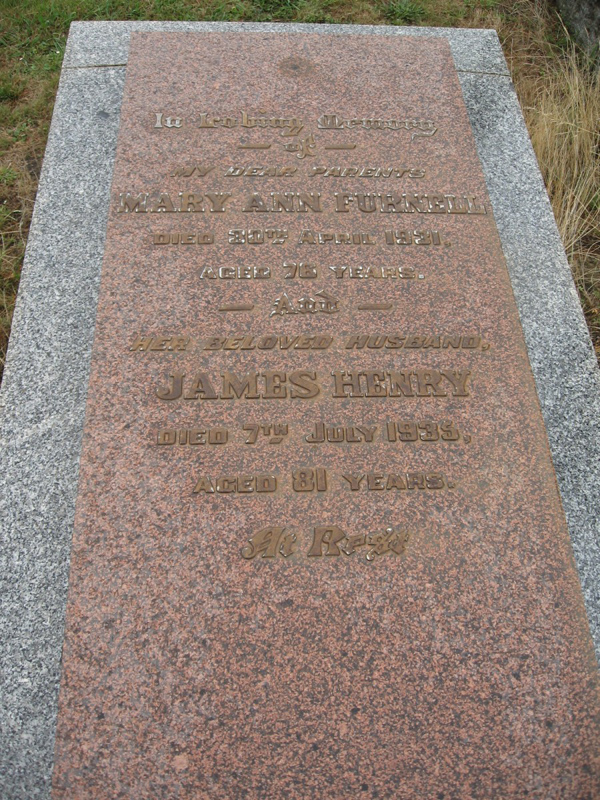 In Loving Memory
— of —
MY DEAR PARENTS
MARY ANN FURNELL
DIED 30TH APRIL 1931,
AGED 76 YEARS.
— And —
HER BELOVED HUSBAND,
JAMES HENRY
DIED 7TH JULY 1935,
AGED 81 YEARS.
At Rest